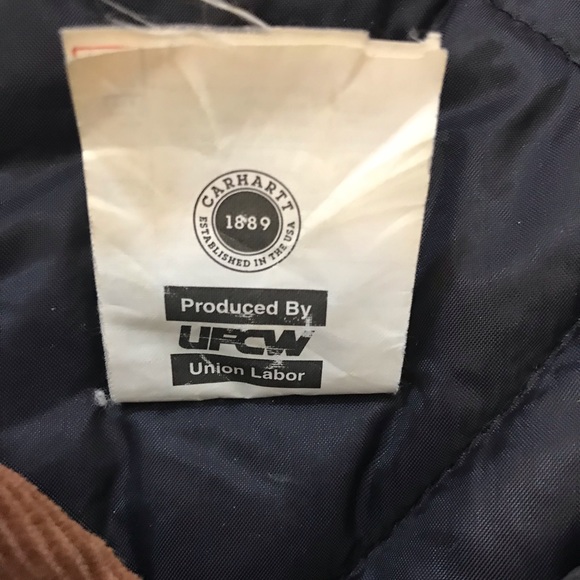 CARHARTT
1889
ESTABLISHED IN THE USA
Produced By
UFCW
Union Labor